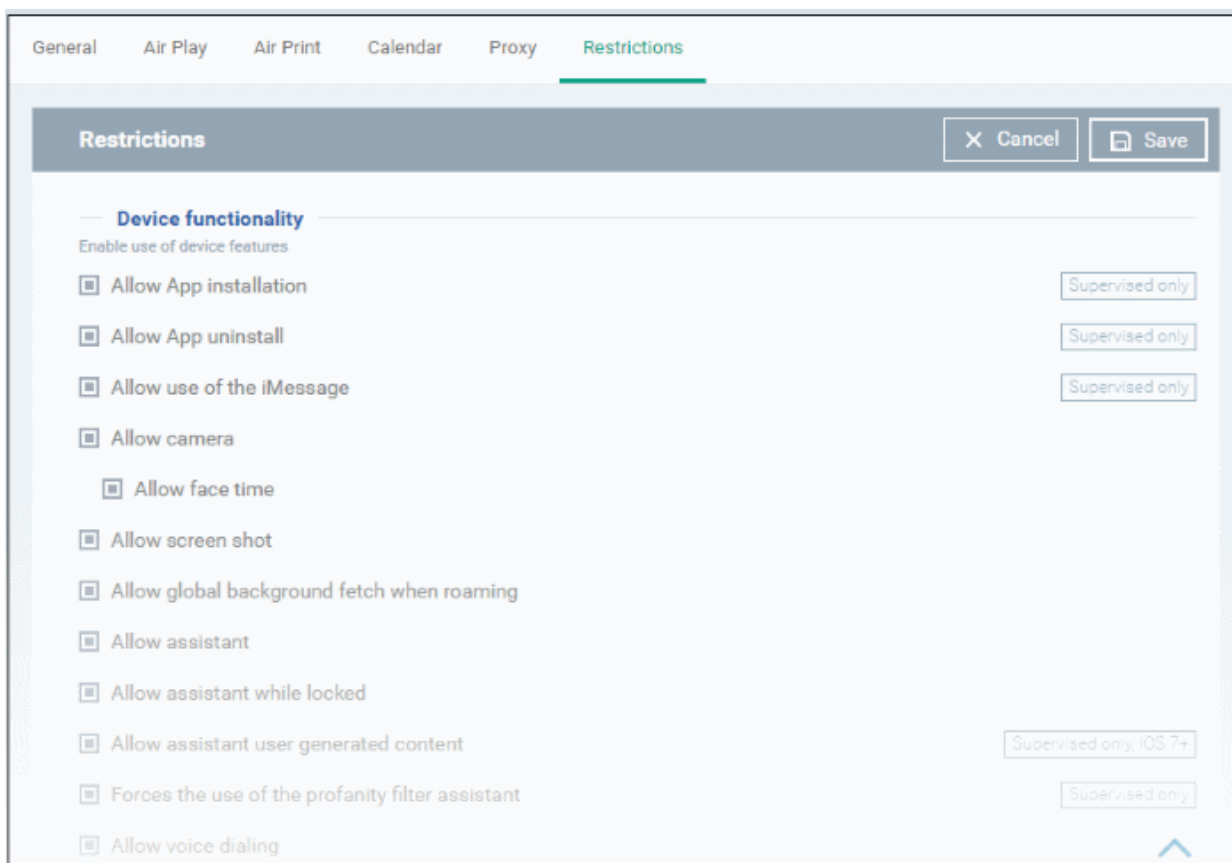 General Air Play Air Print Calendar Proxy Restrictions
Restrictions Cancel Save
Device functionality
Enable use of device features
Allow App installation Supervised only
Allow App uninstall Supervised only
Allow use of the iMessage Supervised only
Allow camera
Allow face time
Allow screen shot
Allow global background fetch when roaming
Allow assistant
Allow assistant while locked
Allow assistant user generated content Supervised only, iOS 7+
Forces the use of the profanity filter assistant Supervised only
Allow voice dialing